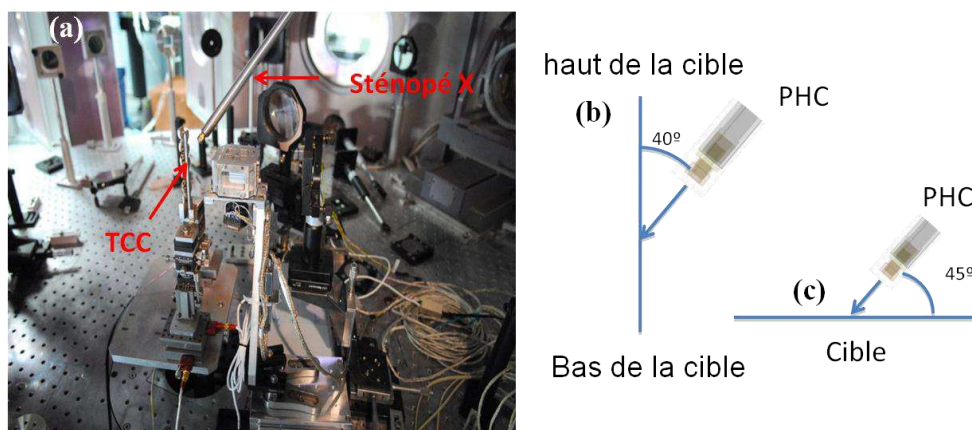 (a)
Sténopé X
TCC
haut de la cible
(b)
PHC
40º
Bas de la cible
PHC
45º
(c)
Cible